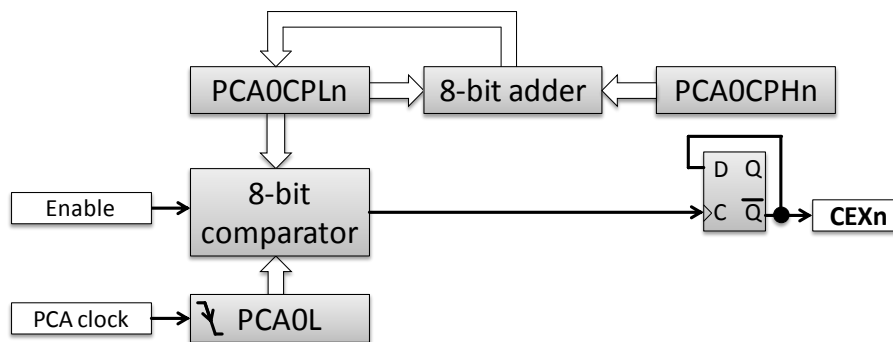 PCA0CPLn
8-bit adder
PCA0CPHn
Enable
8-bit
comparator
D Q
C Q̅
CEXn
PCA clock
PCA0L